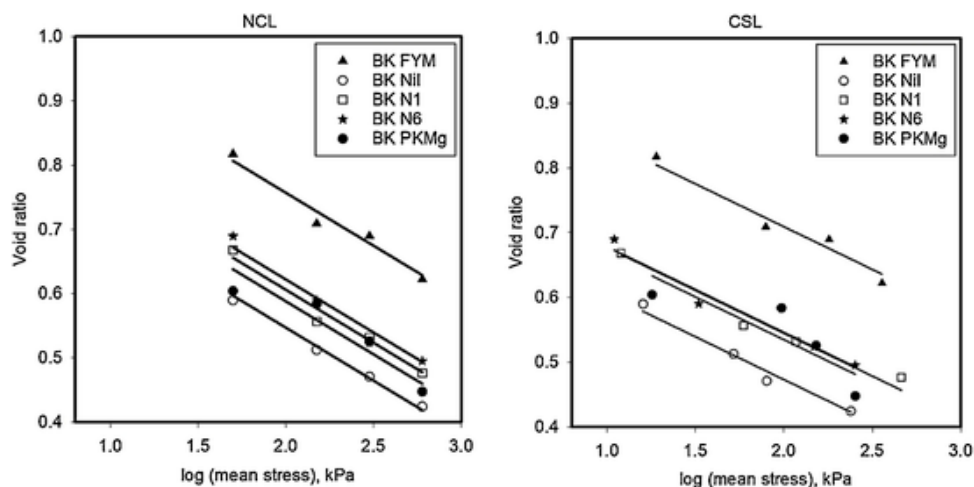 NCL
1.0
0.9
0.8
0.7
0.6
0.5
0.4
Void ratio
BK FYM
BK Nil
BK N1
BK N6
BK PKMg
1.0 1.5 2.0 2.5 3.0
log (mean stress), kPa
CSL
1.0
0.9
0.8
0.7
0.6
0.5
0.4
Void ratio
BK FYM
BK Nil
BK N1
BK N6
BK PKMg
1.0 1.5 2.0 2.5 3.0
log (mean stress), kPa